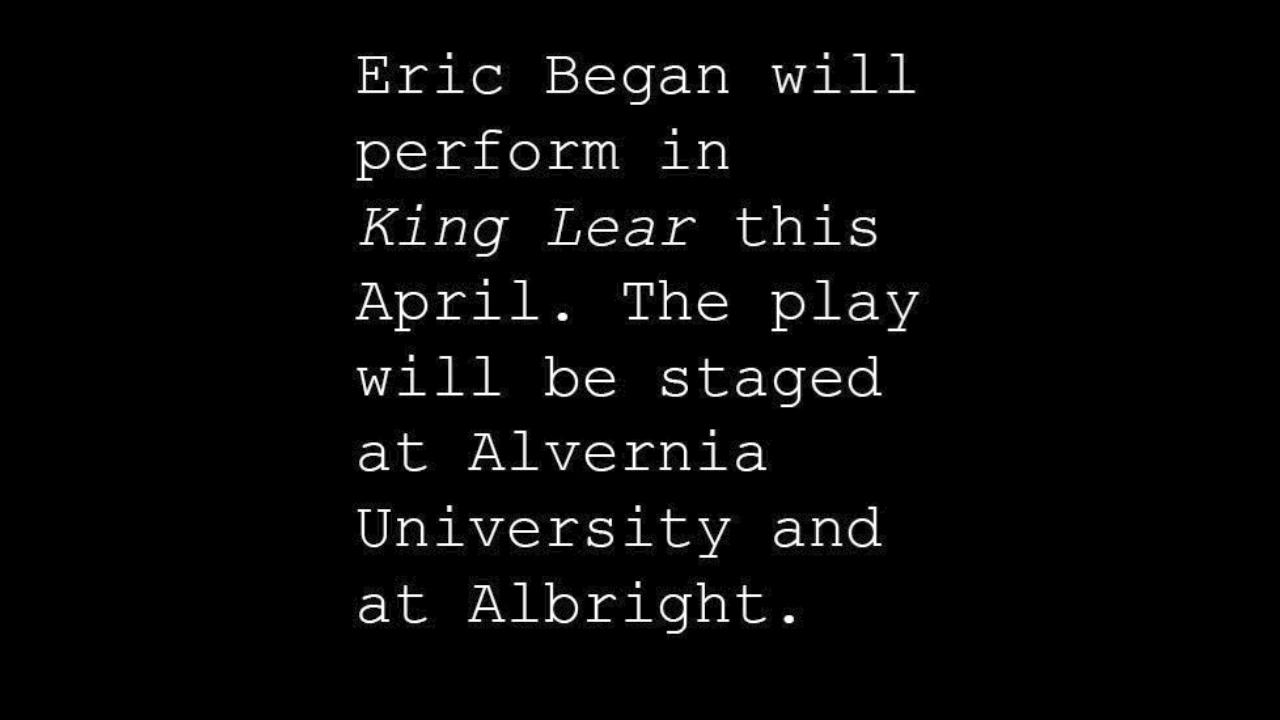 Eric Began will
perform in
King Lear this
April. The play
will be staged
at Alvernia
University and
at Albright.